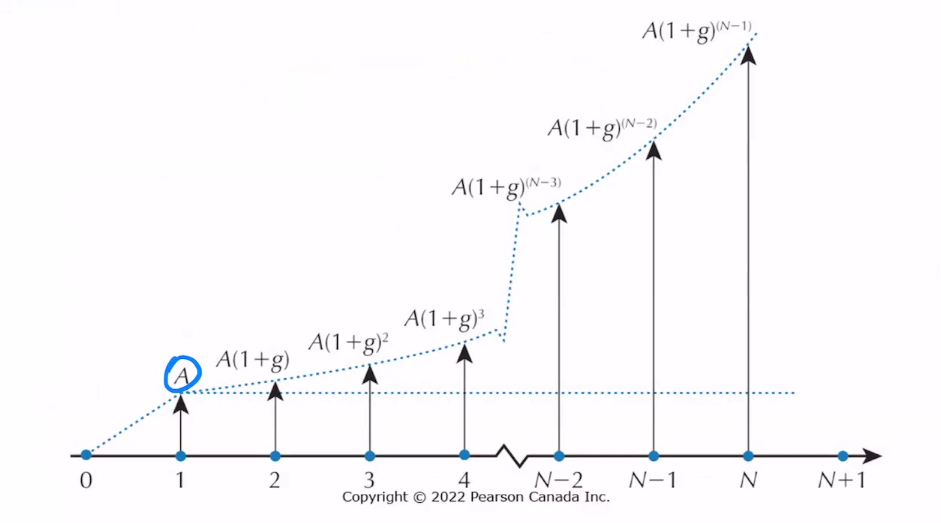 A(1+g)^(N−1)
A(1+g)^(N−2)
A(1+g)^(N−3)
A(1+g)³
A(1+g)²
A(1+g)
A
0 1 2 3 4 N−2 N−1 N N+1
Copyright © 2022 Pearson Canada Inc.